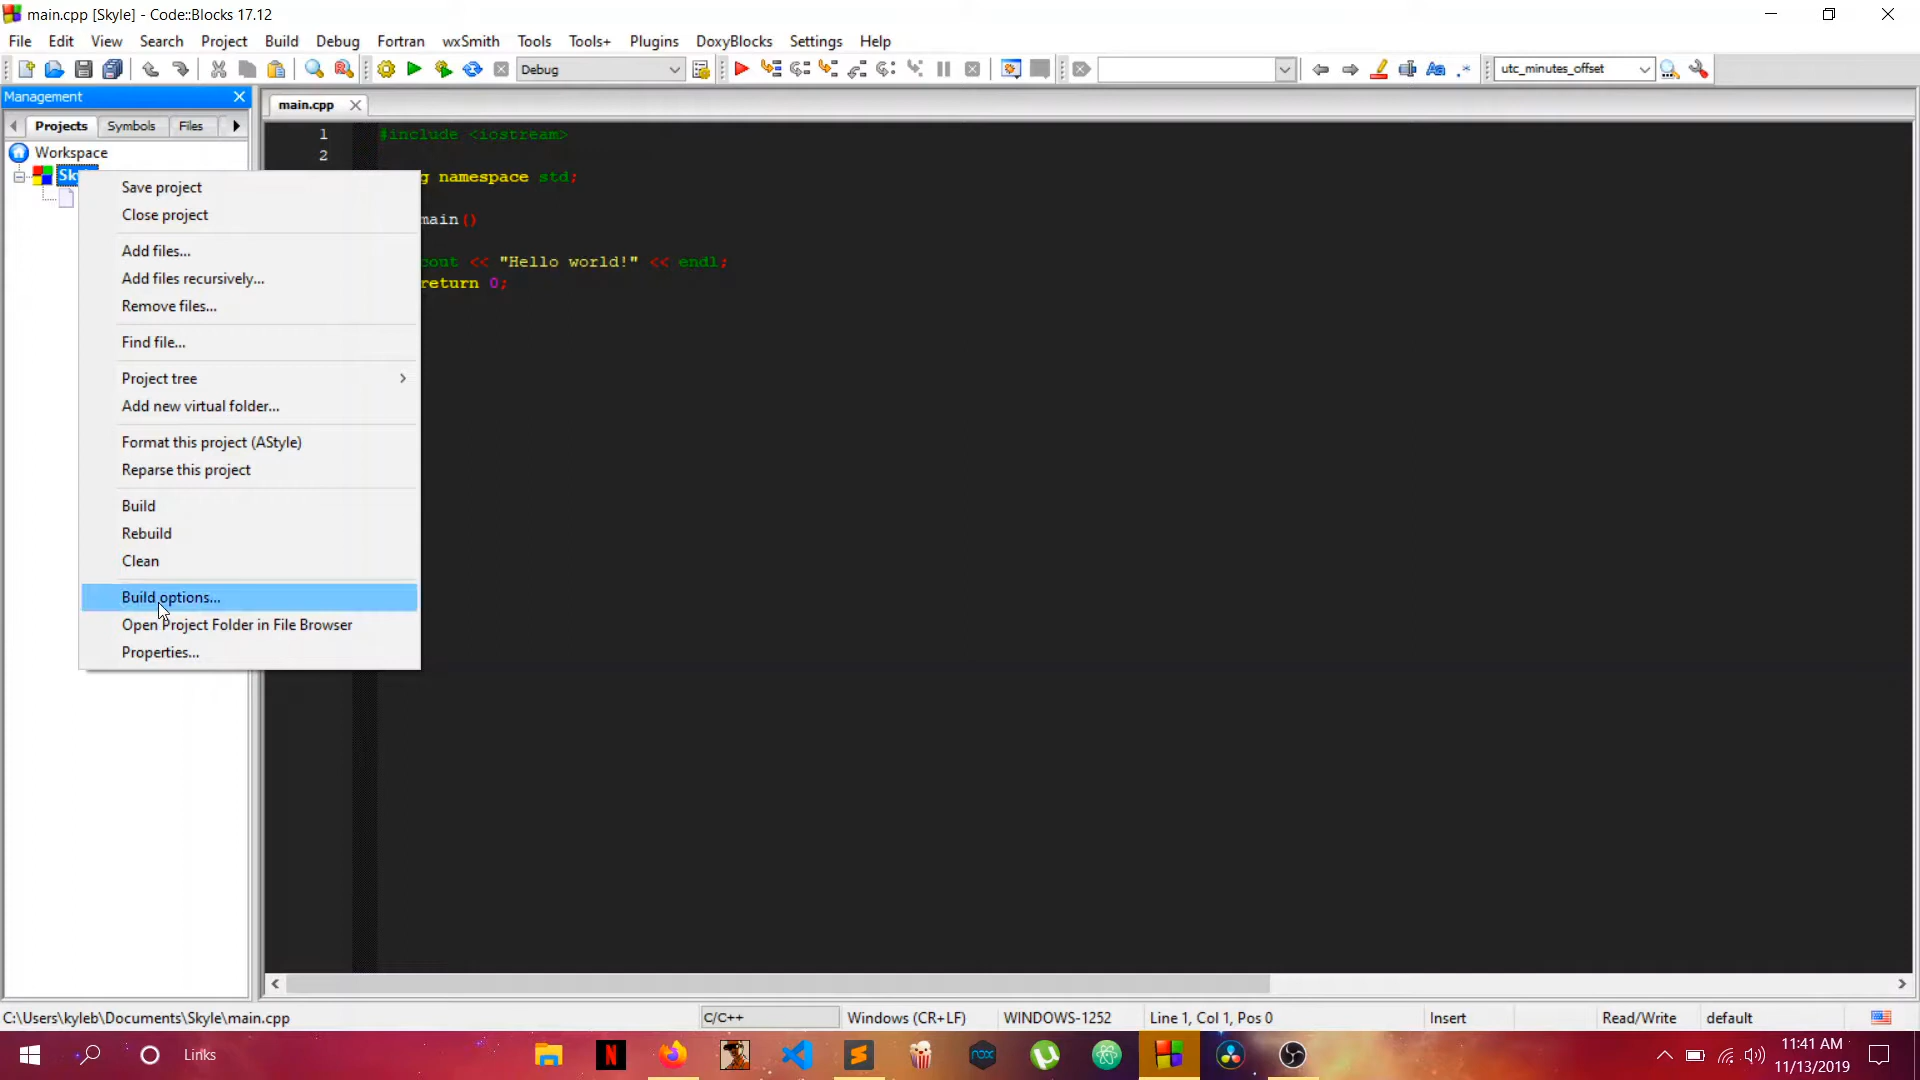 main.cpp [Skyle] - Code::Blocks 17.12
File Edit View Search Project Build Debug Fortran wxSmith Tools Tools+ Plugins DoxyBlocks Settings Help
Debug
utc_minutes_offset
Management
main.cpp
Projects Symbols Files
1 #include <iostream>
Workspace
2
Sk
g namespace std;
Save project
Close project
main()
Add files...
cout << "Hello world!" << endl;
Add files recursively...
return 0;
Remove files...
Find file...
Project tree
Add new virtual folder...
Format this project (AStyle)
Reparse this project
Build
Rebuild
Clean
Build options...
Open Project Folder in File Browser
Properties...
C:\Users\kyleb\Documents\Skyle\main.cpp C/C++ Windows (CR+LF) WINDOWS-1252 Line 1, Col 1, Pos 0 Insert Read/Write default
Links
nox
11:41 AM
11/13/2019